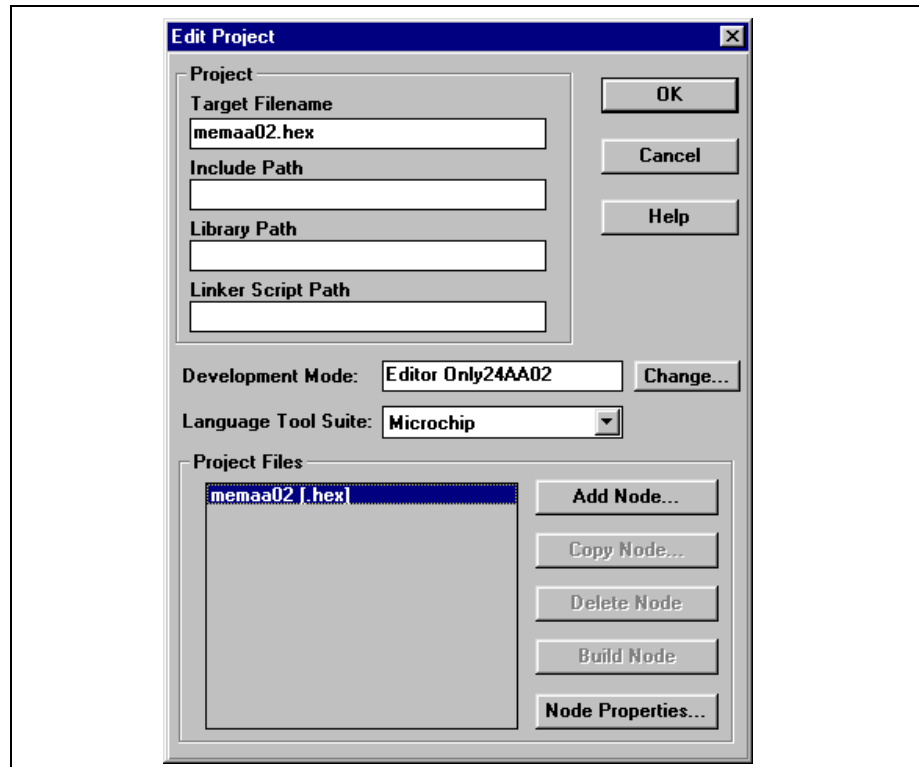 Edit Project
Project
Target Filename
memaa02.hex
Include Path
Library Path
Linker Script Path
OK
Cancel
Help
Development Mode: Editor Only24AA02 Change...
Language Tool Suite: Microchip
Project Files
memaa02 [.hex]
Add Node...
Copy Node...
Delete Node
Build Node
Node Properties...